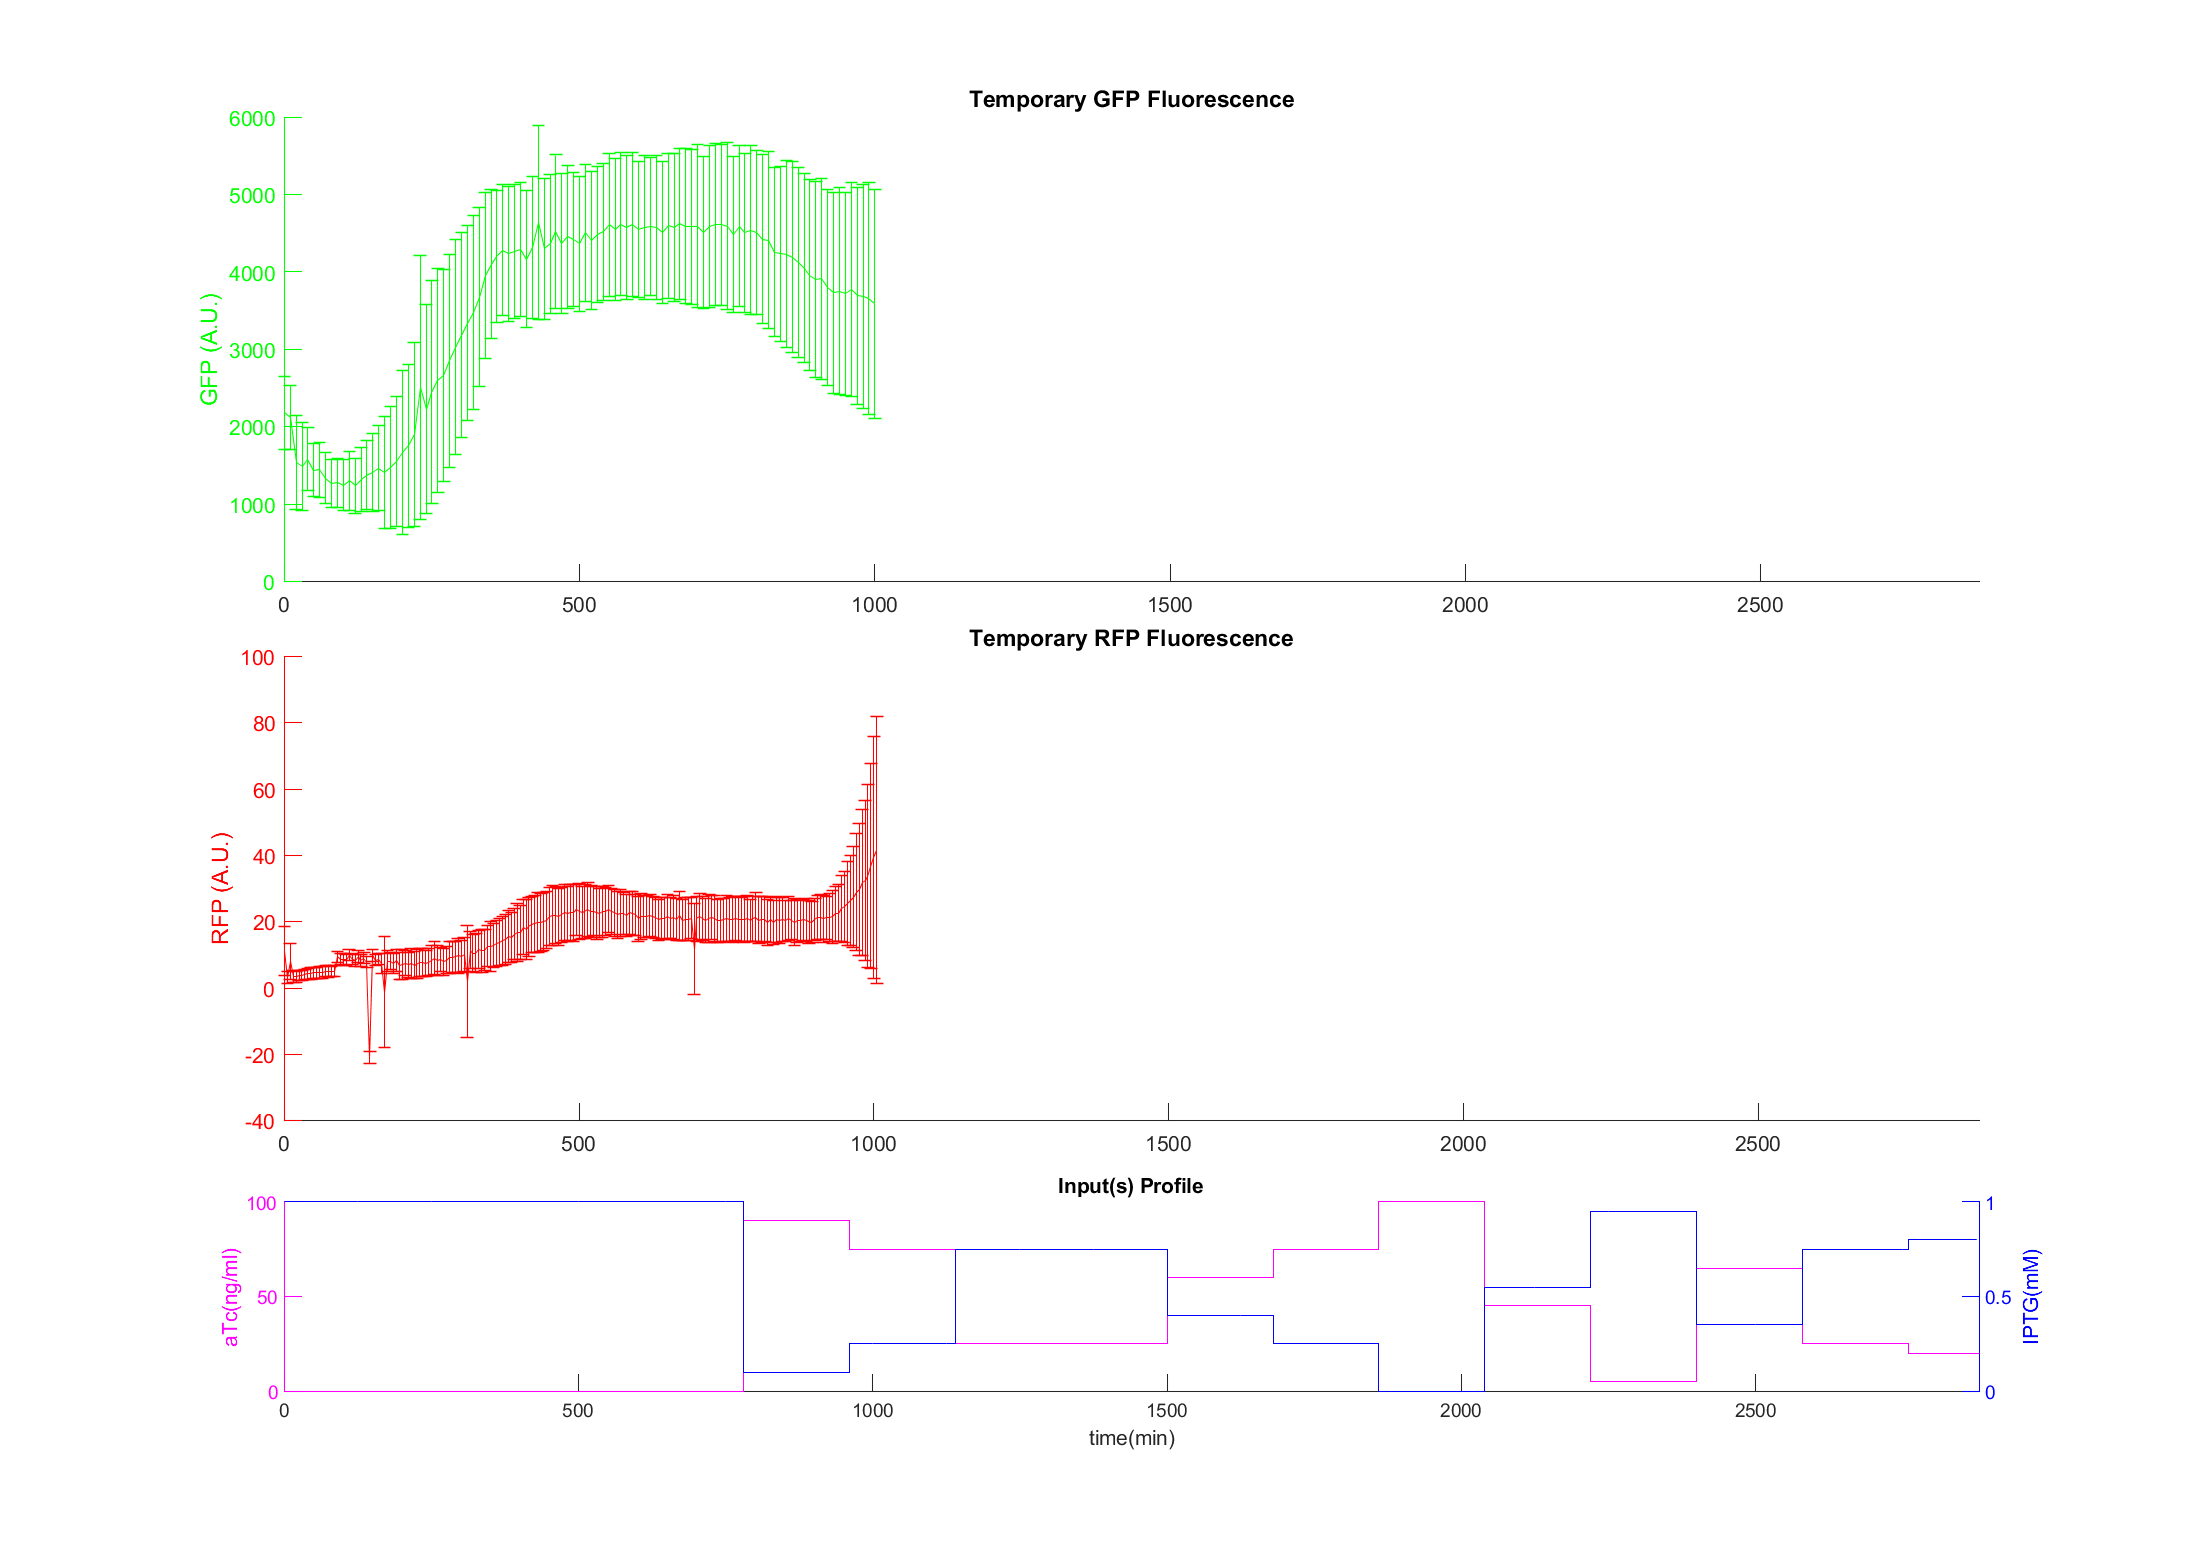 Temporary GFP Fluorescence
6000
5000
4000
3000
2000
1000
0
GFP (A.U.)
0 500 1000 1500 2000 2500
Temporary RFP Fluorescence
100
80
60
40
20
0
-20
-40
RFP (A.U.)
0 500 1000 1500 2000 2500
Input(s) Profile
100
50
0
aTc(ng/ml)
1
0.5
0
IPTG(mM)
0 500 1000 1500 2000 2500
time(min)